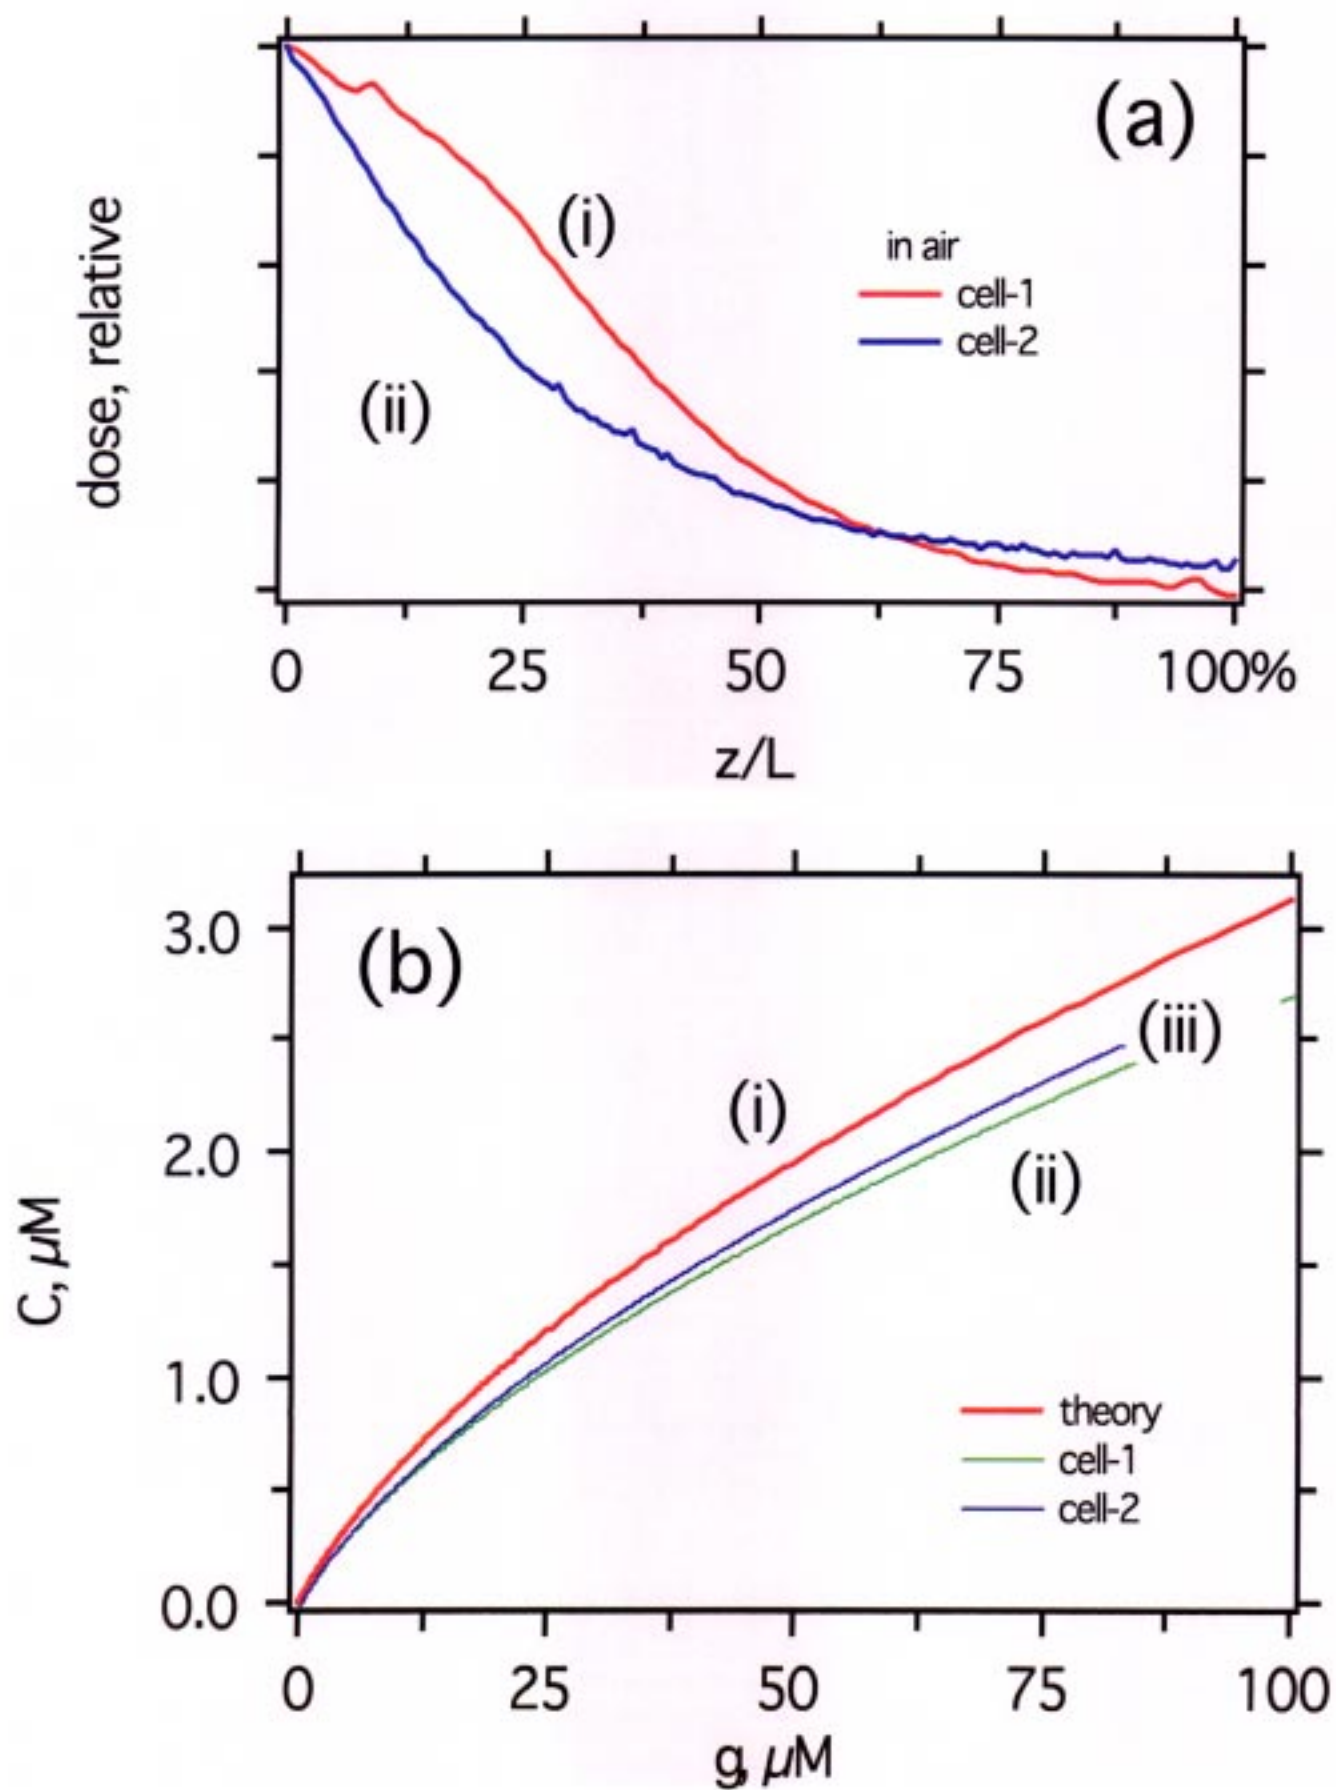 (a)
dose, relative
(i)
in air
cell-1
cell-2
(ii)
0 25 50 75 100%
z/L
3.0
(b)
(iii)
(i)
2.0
(ii)
C, μM
1.0
theory
cell-1
cell-2
0.0
0 25 50 75 100
g, μM